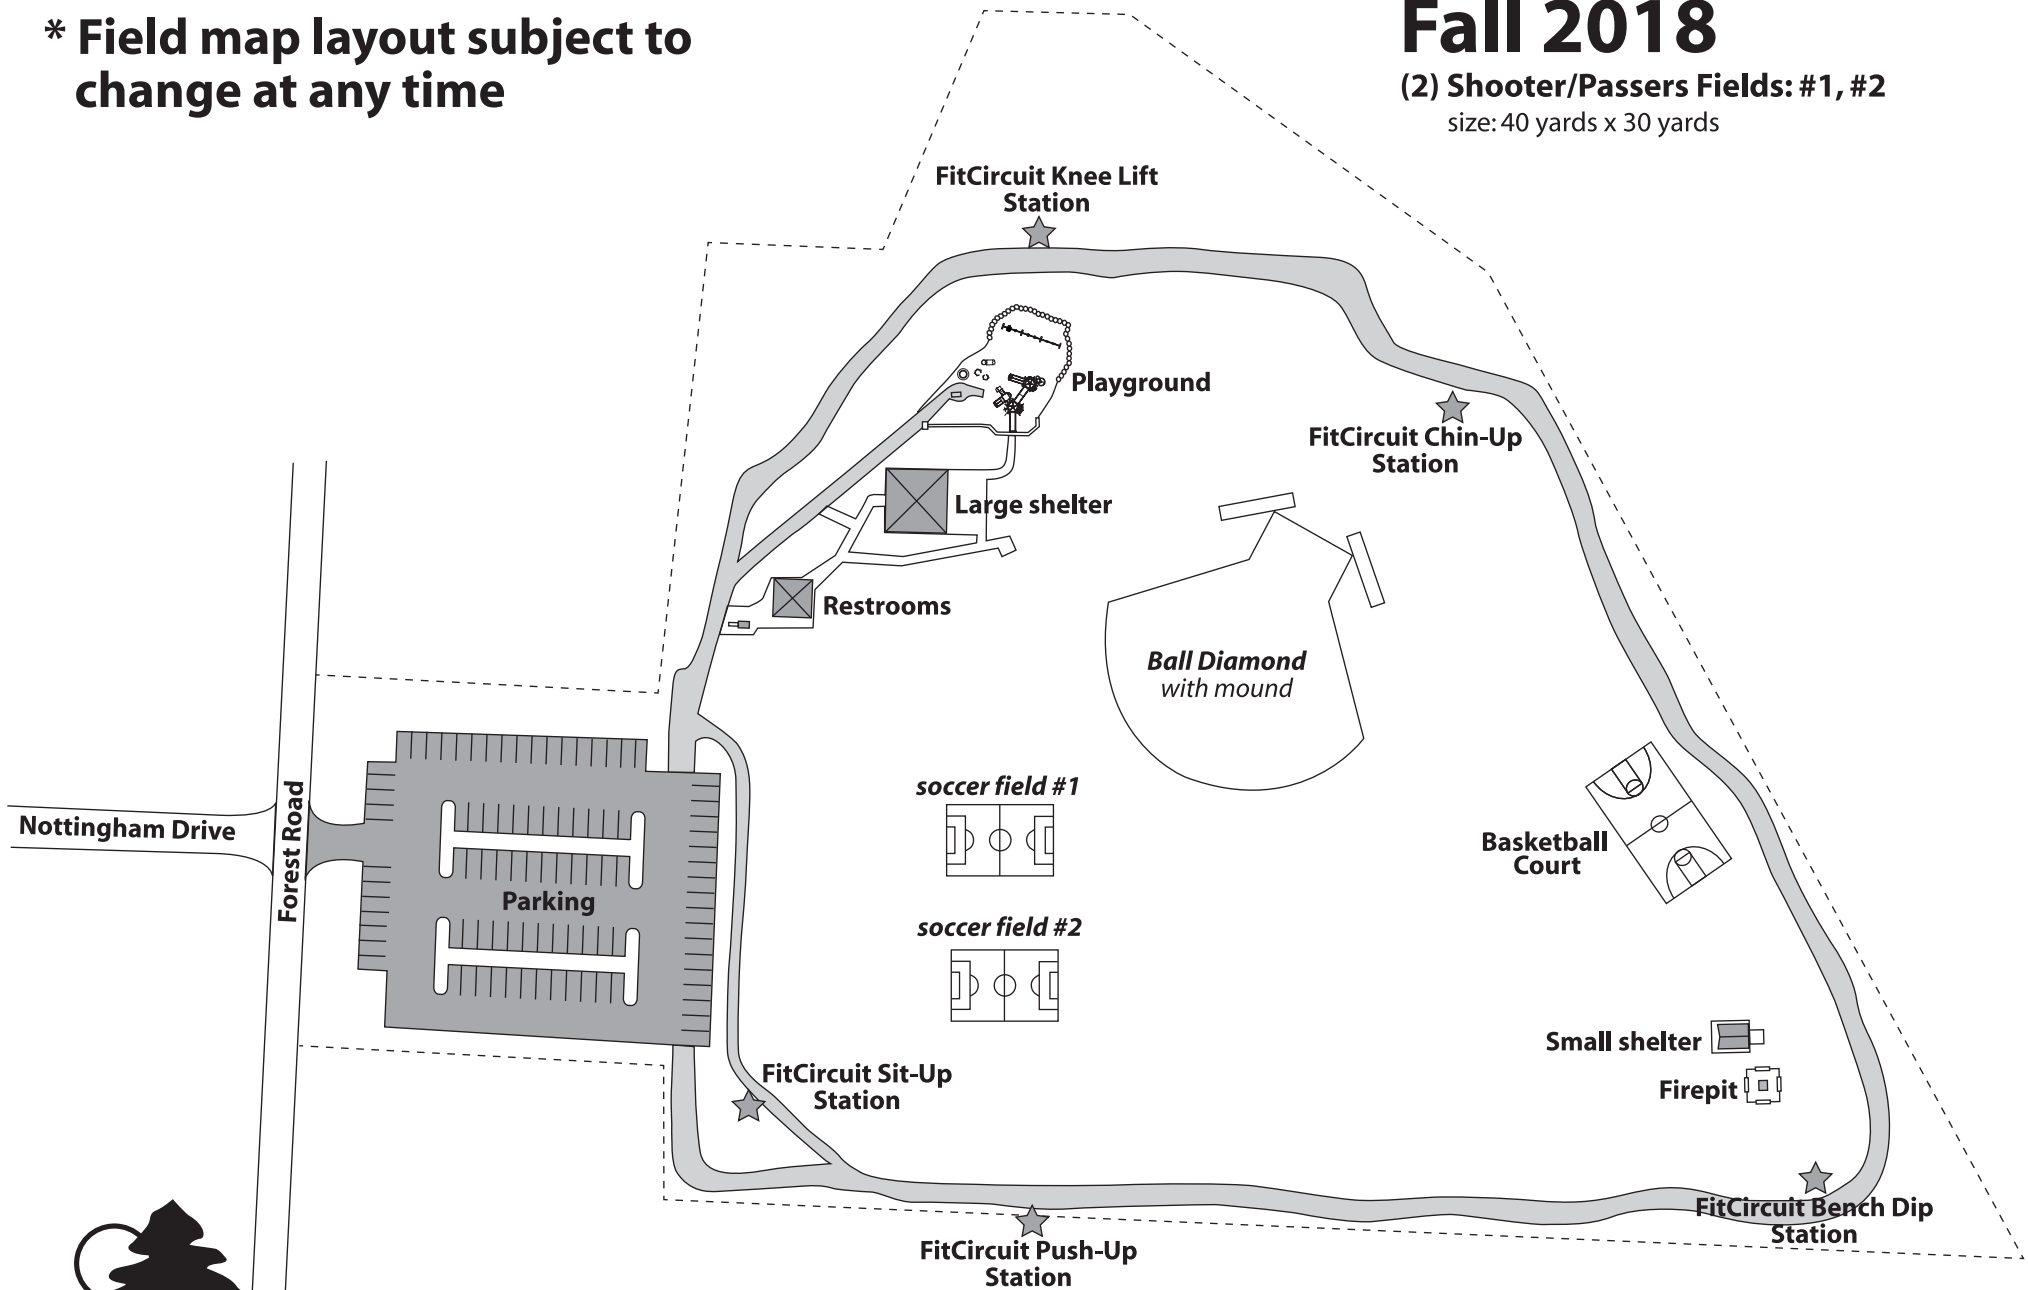 * Field map layout subject to
change at any time
Fall 2018
(2) Shooter/Passers Fields: #1, #2
size: 40 yards x 30 yards
FitCircuit Knee Lift
Station
Playground
FitCircuit Chin-Up
Station
Large shelter
Restrooms
Ball Diamond
with mound
soccer field #1
Nottingham Drive
Forest Road
Parking
Basketball
Court
soccer field #2
Small shelter
Firepit
FitCircuit Sit-Up
Station
FitCircuit Bench Dip
Station
FitCircuit Push-Up
Station